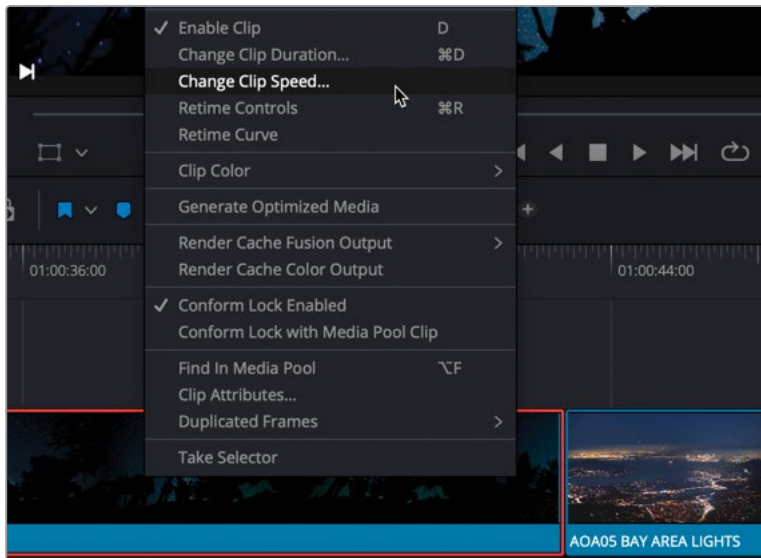 Enable Clip D
Change Clip Duration... ⌘D
Change Clip Speed...
Retime Controls ⌘R
Retime Curve
Clip Color >
Generate Optimized Media
Render Cache Fusion Output >
Render Cache Color Output
01:00:36:00
01:00:44:00
Conform Lock Enabled
Conform Lock with Media Pool Clip
Find In Media Pool ⌥F
Clip Attributes...
Duplicated Frames >
Take Selector
AOA05 BAY AREA LIGHTS